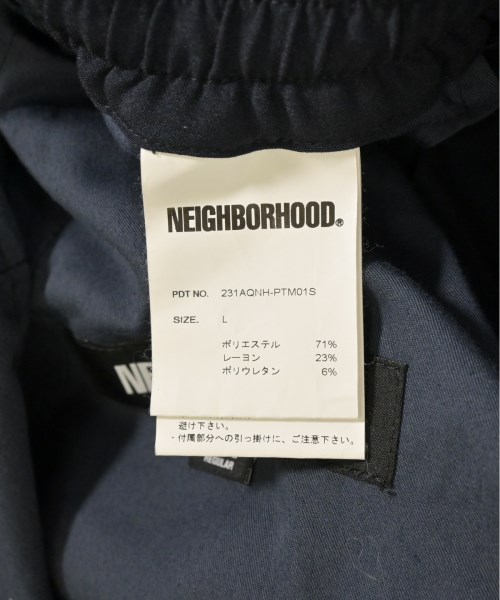 NEIGHBORHOOD®
PDT NO. 231AQNH-PTM01S
SIZE. L
ポリエステル 71%
レーヨン 23%
ポリウレタン 6%
避け下さい。
・付属部分への引っ掛けに、ご注意下さい。
NEIGH
REGULAR